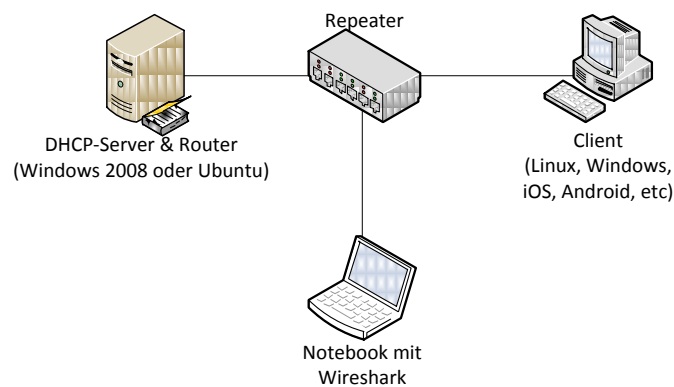 Repeater
DHCP-Server & Router
(Windows 2008 oder Ubuntu)
Client
(Linux, Windows,
iOS, Android, etc)
Notebook mit
Wireshark